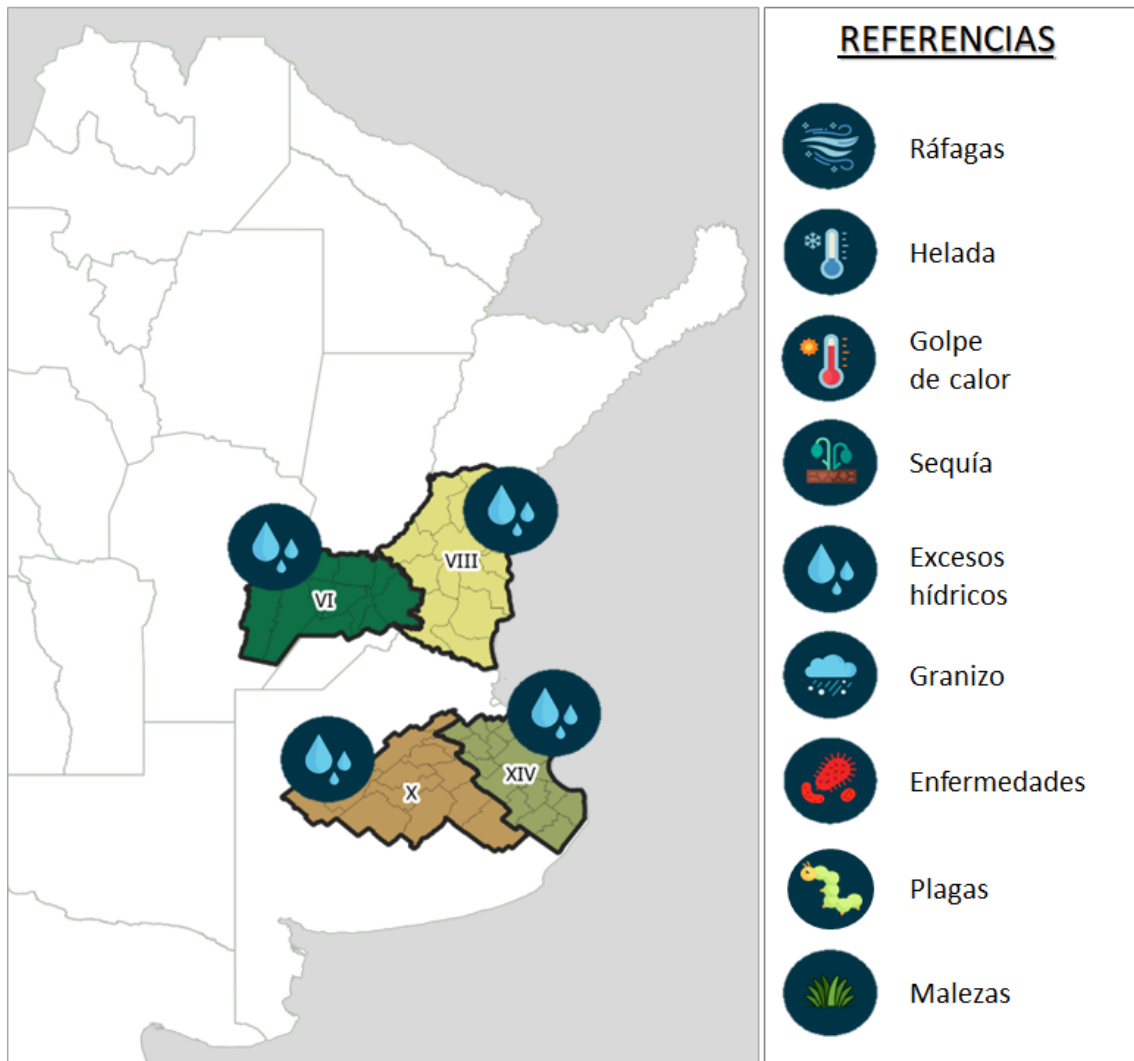 REFERENCIAS
Ráfagas
Helada
Golpe
de calor
Sequía
Excesos
hídricos
Granizo
Enfermedades
Plagas
Malezas
VIII
VI
XIV
X